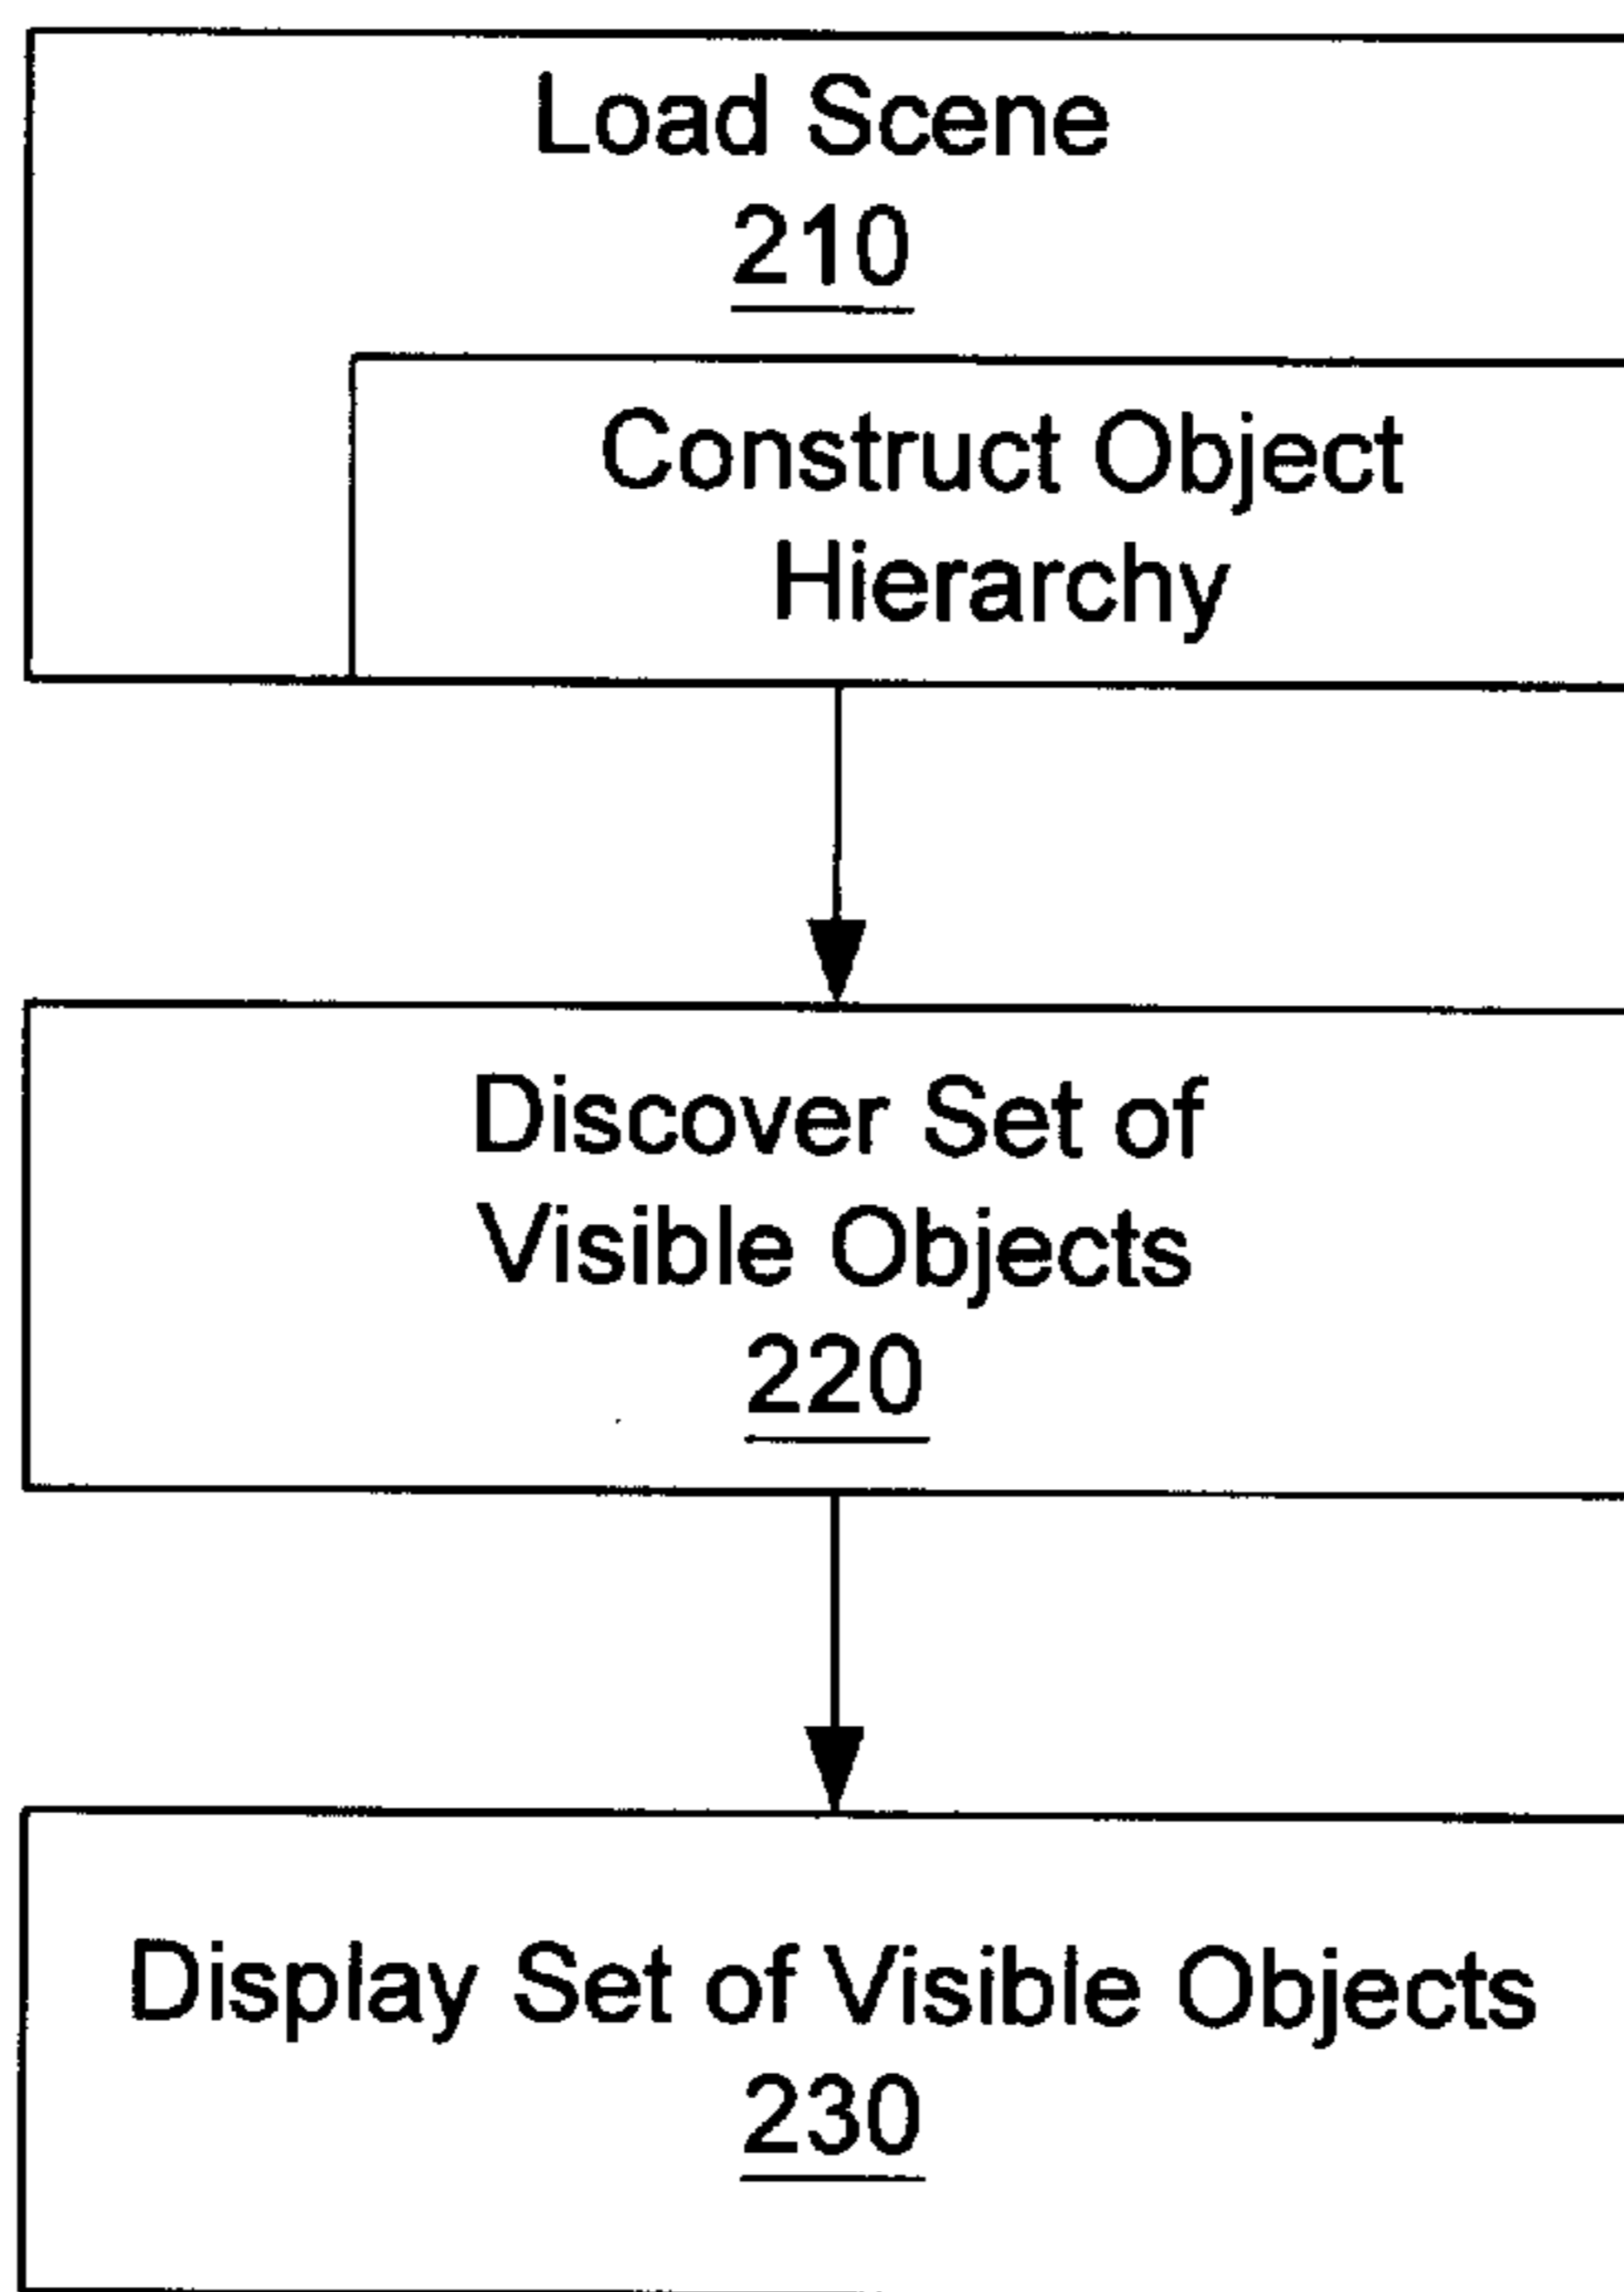 Load Scene
210
Construct Object
Hierarchy
Discover Set of
Visible Objects
220
Display Set of Visible Objects
230